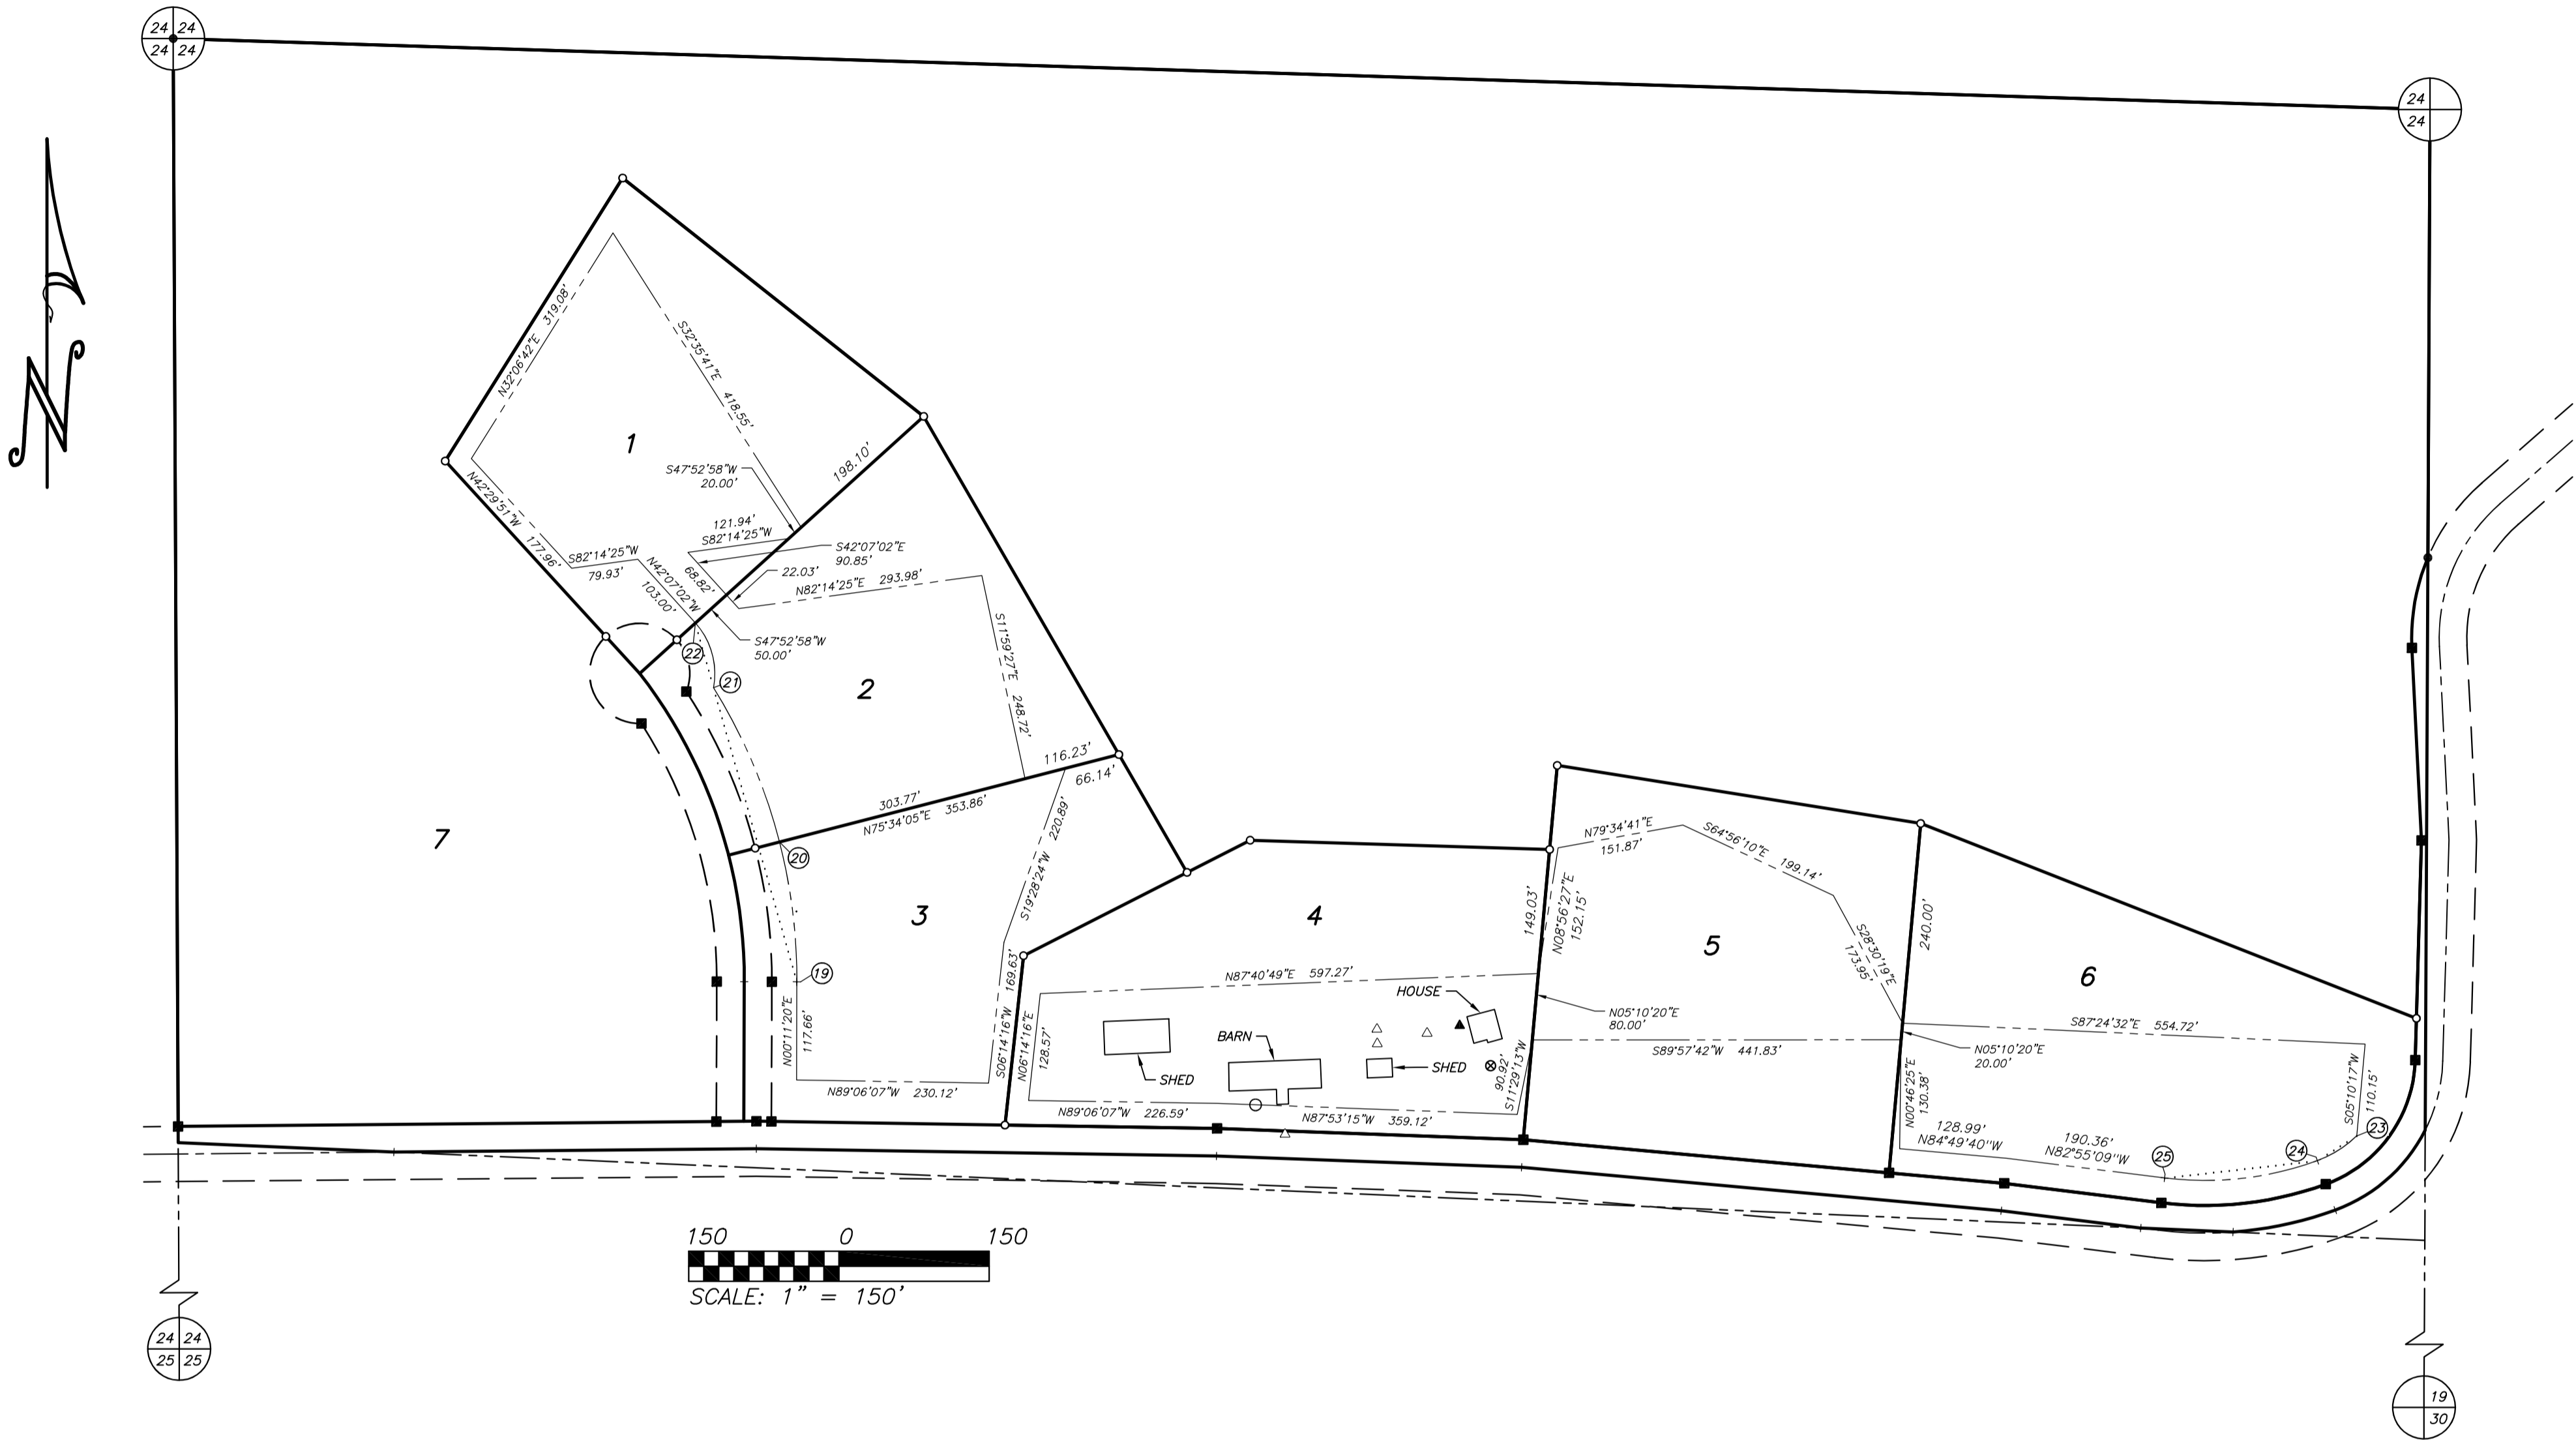 24 24
24 24
24
24
N
N32°06'42"E 319.08'
S32°35'41"E 418.55'
1
198.10'
S47°52'58"W
20.00'
N42°29'51"W 177.96'
121.94'
S82°14'25"W
S82°14'25"W
79.93'
N42°07'02"W
103.00'
68.82'
S42°07'02"E
90.85'
22.03'
N82°14'25"E 293.98'
S47°52'58"W
50.00'
22
21
2
S11°59'27"E 248.72'
116.23'
66.14'
303.77'
N75°34'05"E 353.86'
20
7
3
S19°28'24"W 220.89'
19
N00°11'20"E
117.66'
N89°06'07"W 230.12'
S06°14'16"W 169.63'
N06°14'16"E
128.57'
4
N87°40'49"E 597.27'
HOUSE
BARN
SHED
SHED
N89°06'07"W 226.59'
N87°53'15"W 359.12'
90.92'
S11°29'13"W
149.03'
N08°56'27"E
152.15'
N79°34'41"E
151.87'
S64°56'10"E 199.14'
5
S28°30'19"E
173.95'
240.00'
N05°10'20"E
80.00'
S89°57'42"W 441.83'
6
S87°24'32"E 554.72'
N05°10'20"E
20.00'
N00°46'25"E
130.38'
S05°10'17"W
110.15'
128.99'
N84°49'40"W
190.36'
N82°55'09"W
25
24
23
150 0 150
SCALE: 1" = 150'
24 24
25 25
19
30